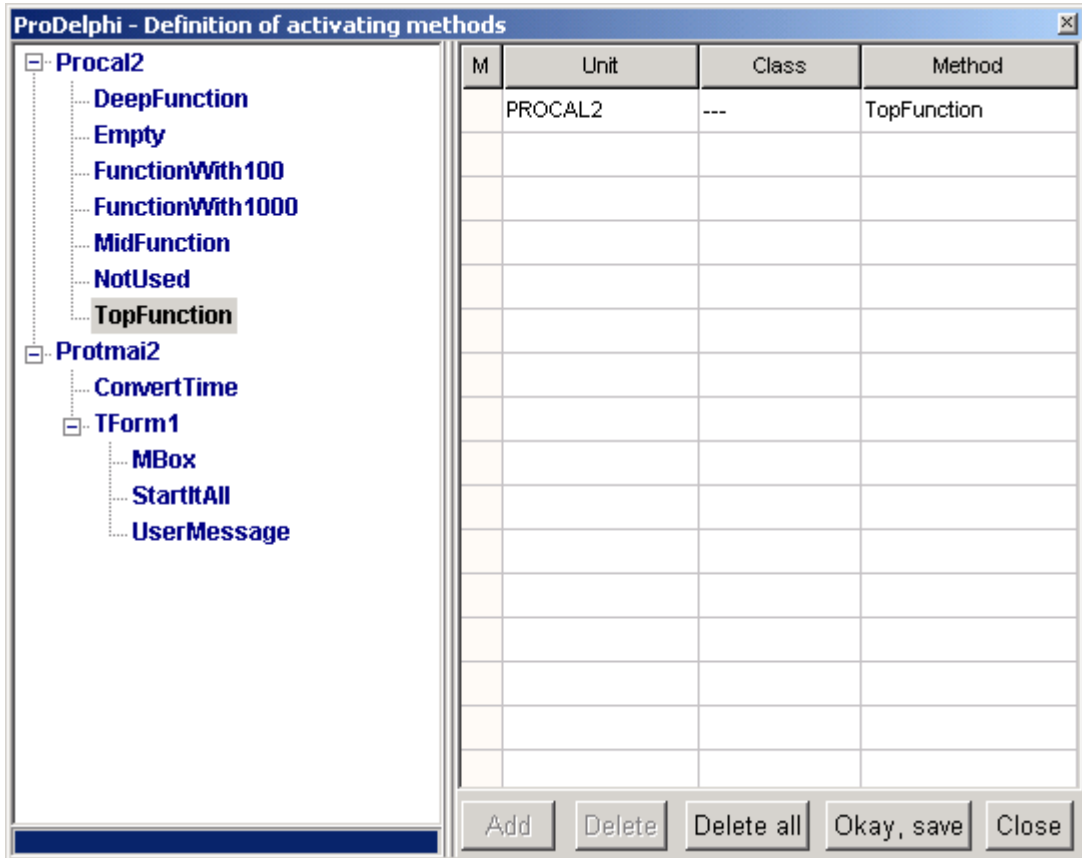 ProDelphi - Definition of activating methods
Procal2
DeepFunction
Empty
FunctionWith100
FunctionWith1000
MidFunction
NotUsed
TopFunction
Protmai2
ConvertTime
TForm1
MBox
StartItAll
UserMessage
M Unit Class Method
PROCAL2 --- TopFunction
Add Delete Delete all Okay, save Close